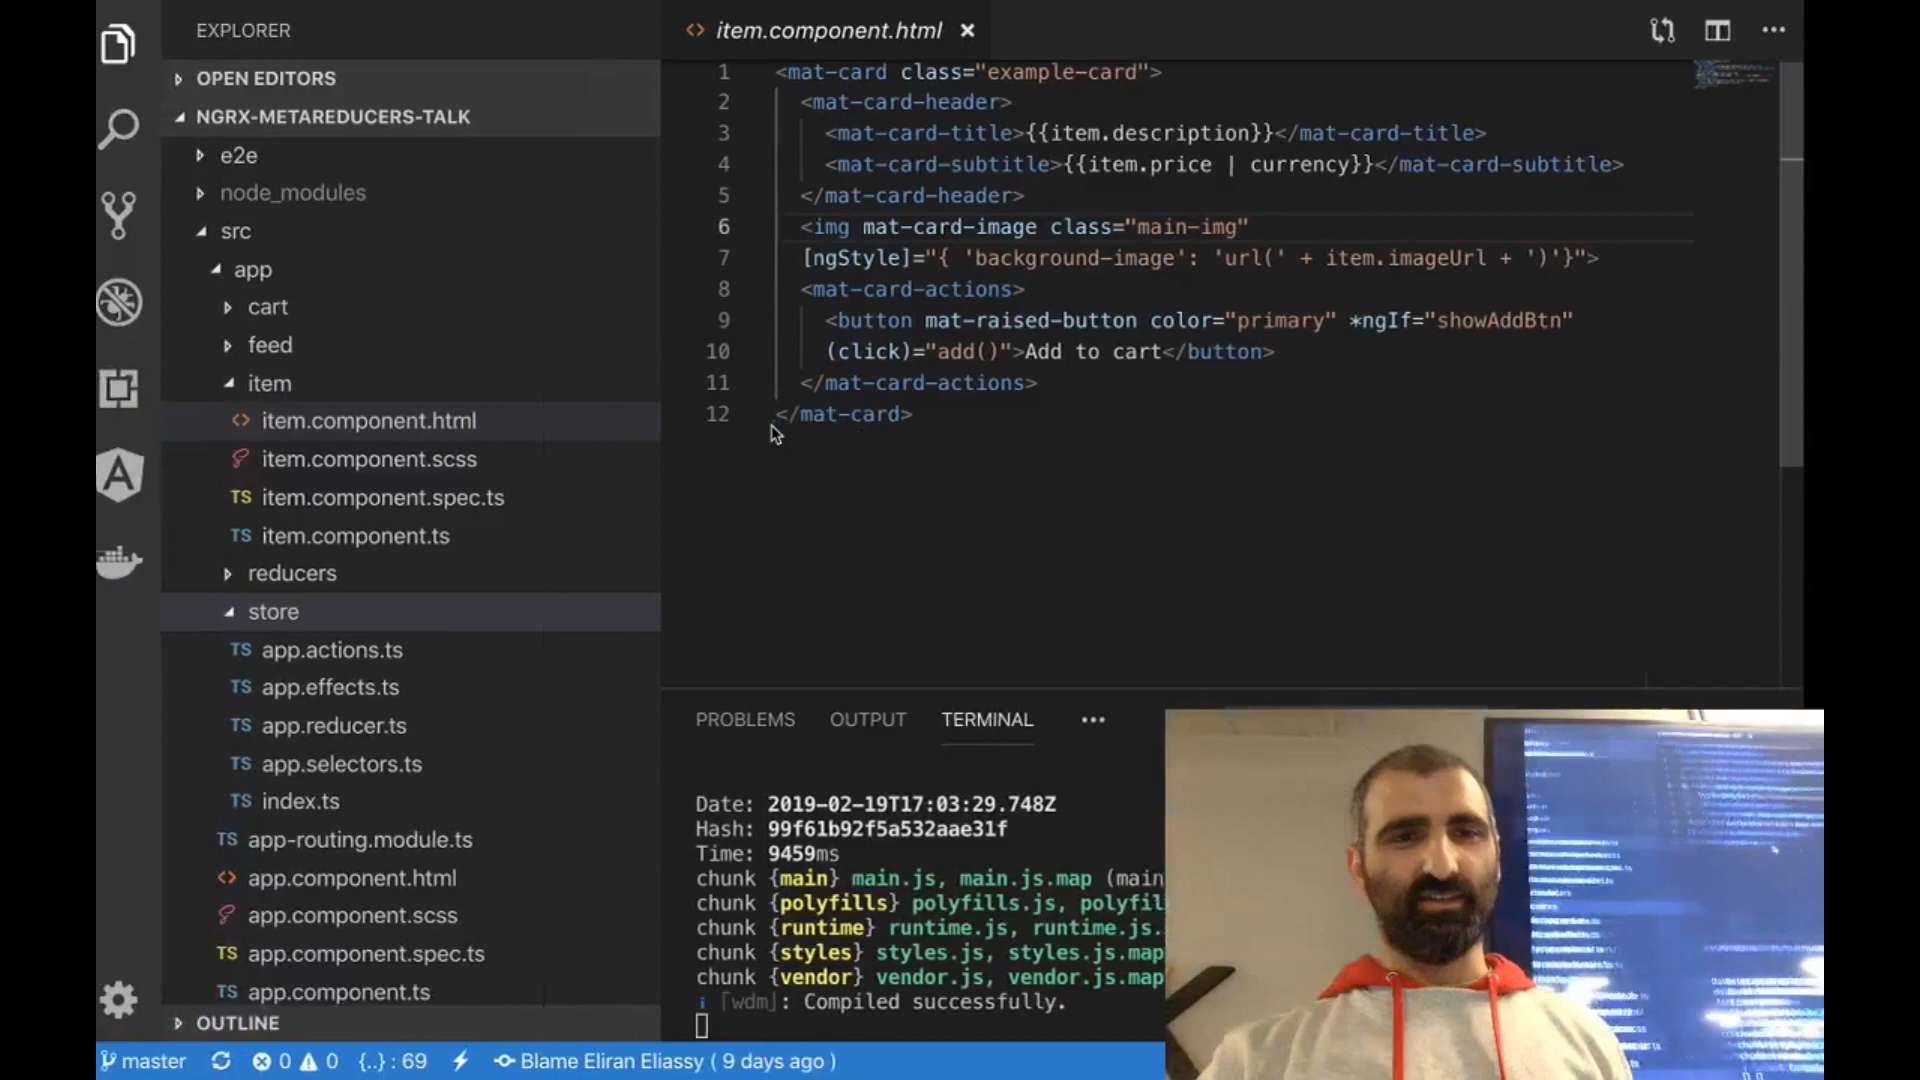 EXPLORER
OPEN EDITORS
NGRX-METAREDUCERS-TALK
e2e
node_modules
src
app
cart
feed
item
item.component.html
item.component.scss
TS item.component.spec.ts
TS item.component.ts
reducers
store
TS app.actions.ts
TS app.effects.ts
TS app.reducer.ts
TS app.selectors.ts
TS index.ts
TS app-routing.module.ts
app.component.html
app.component.scss
TS app.component.spec.ts
TS app.component.ts
OUTLINE
item.component.html
1 <mat-card class="example-card">
2 <mat-card-header>
3 <mat-card-title>{{item.description}}</mat-card-title>
4 <mat-card-subtitle>{{item.price | currency}}</mat-card-subtitle>
5 </mat-card-header>
6 <img mat-card-image class="main-img"
7 [ngStyle]="{ 'background-image': 'url(' + item.imageUrl + ')'}">
8 <mat-card-actions>
9 <button mat-raised-button color="primary" *ngIf="showAddBtn"
10 (click)="add()">Add to cart</button>
11 </mat-card-actions>
12 </mat-card>
PROBLEMS OUTPUT TERMINAL
Date: 2019-02-19T17:03:29.748Z
Hash: 99f61b92f5a532aae31f
Time: 9459ms
chunk {main} main.js, main.js.map (main
chunk {polyfills} polyfills.js, polyfil
chunk {runtime} runtime.js, runtime.js.
chunk {styles} styles.js, styles.js.map
chunk {vendor} vendor.js, vendor.js.map
i ｢wdm｣: Compiled successfully.
master 0 0 {..} : 69 Blame Eliran Eliassy ( 9 days ago )